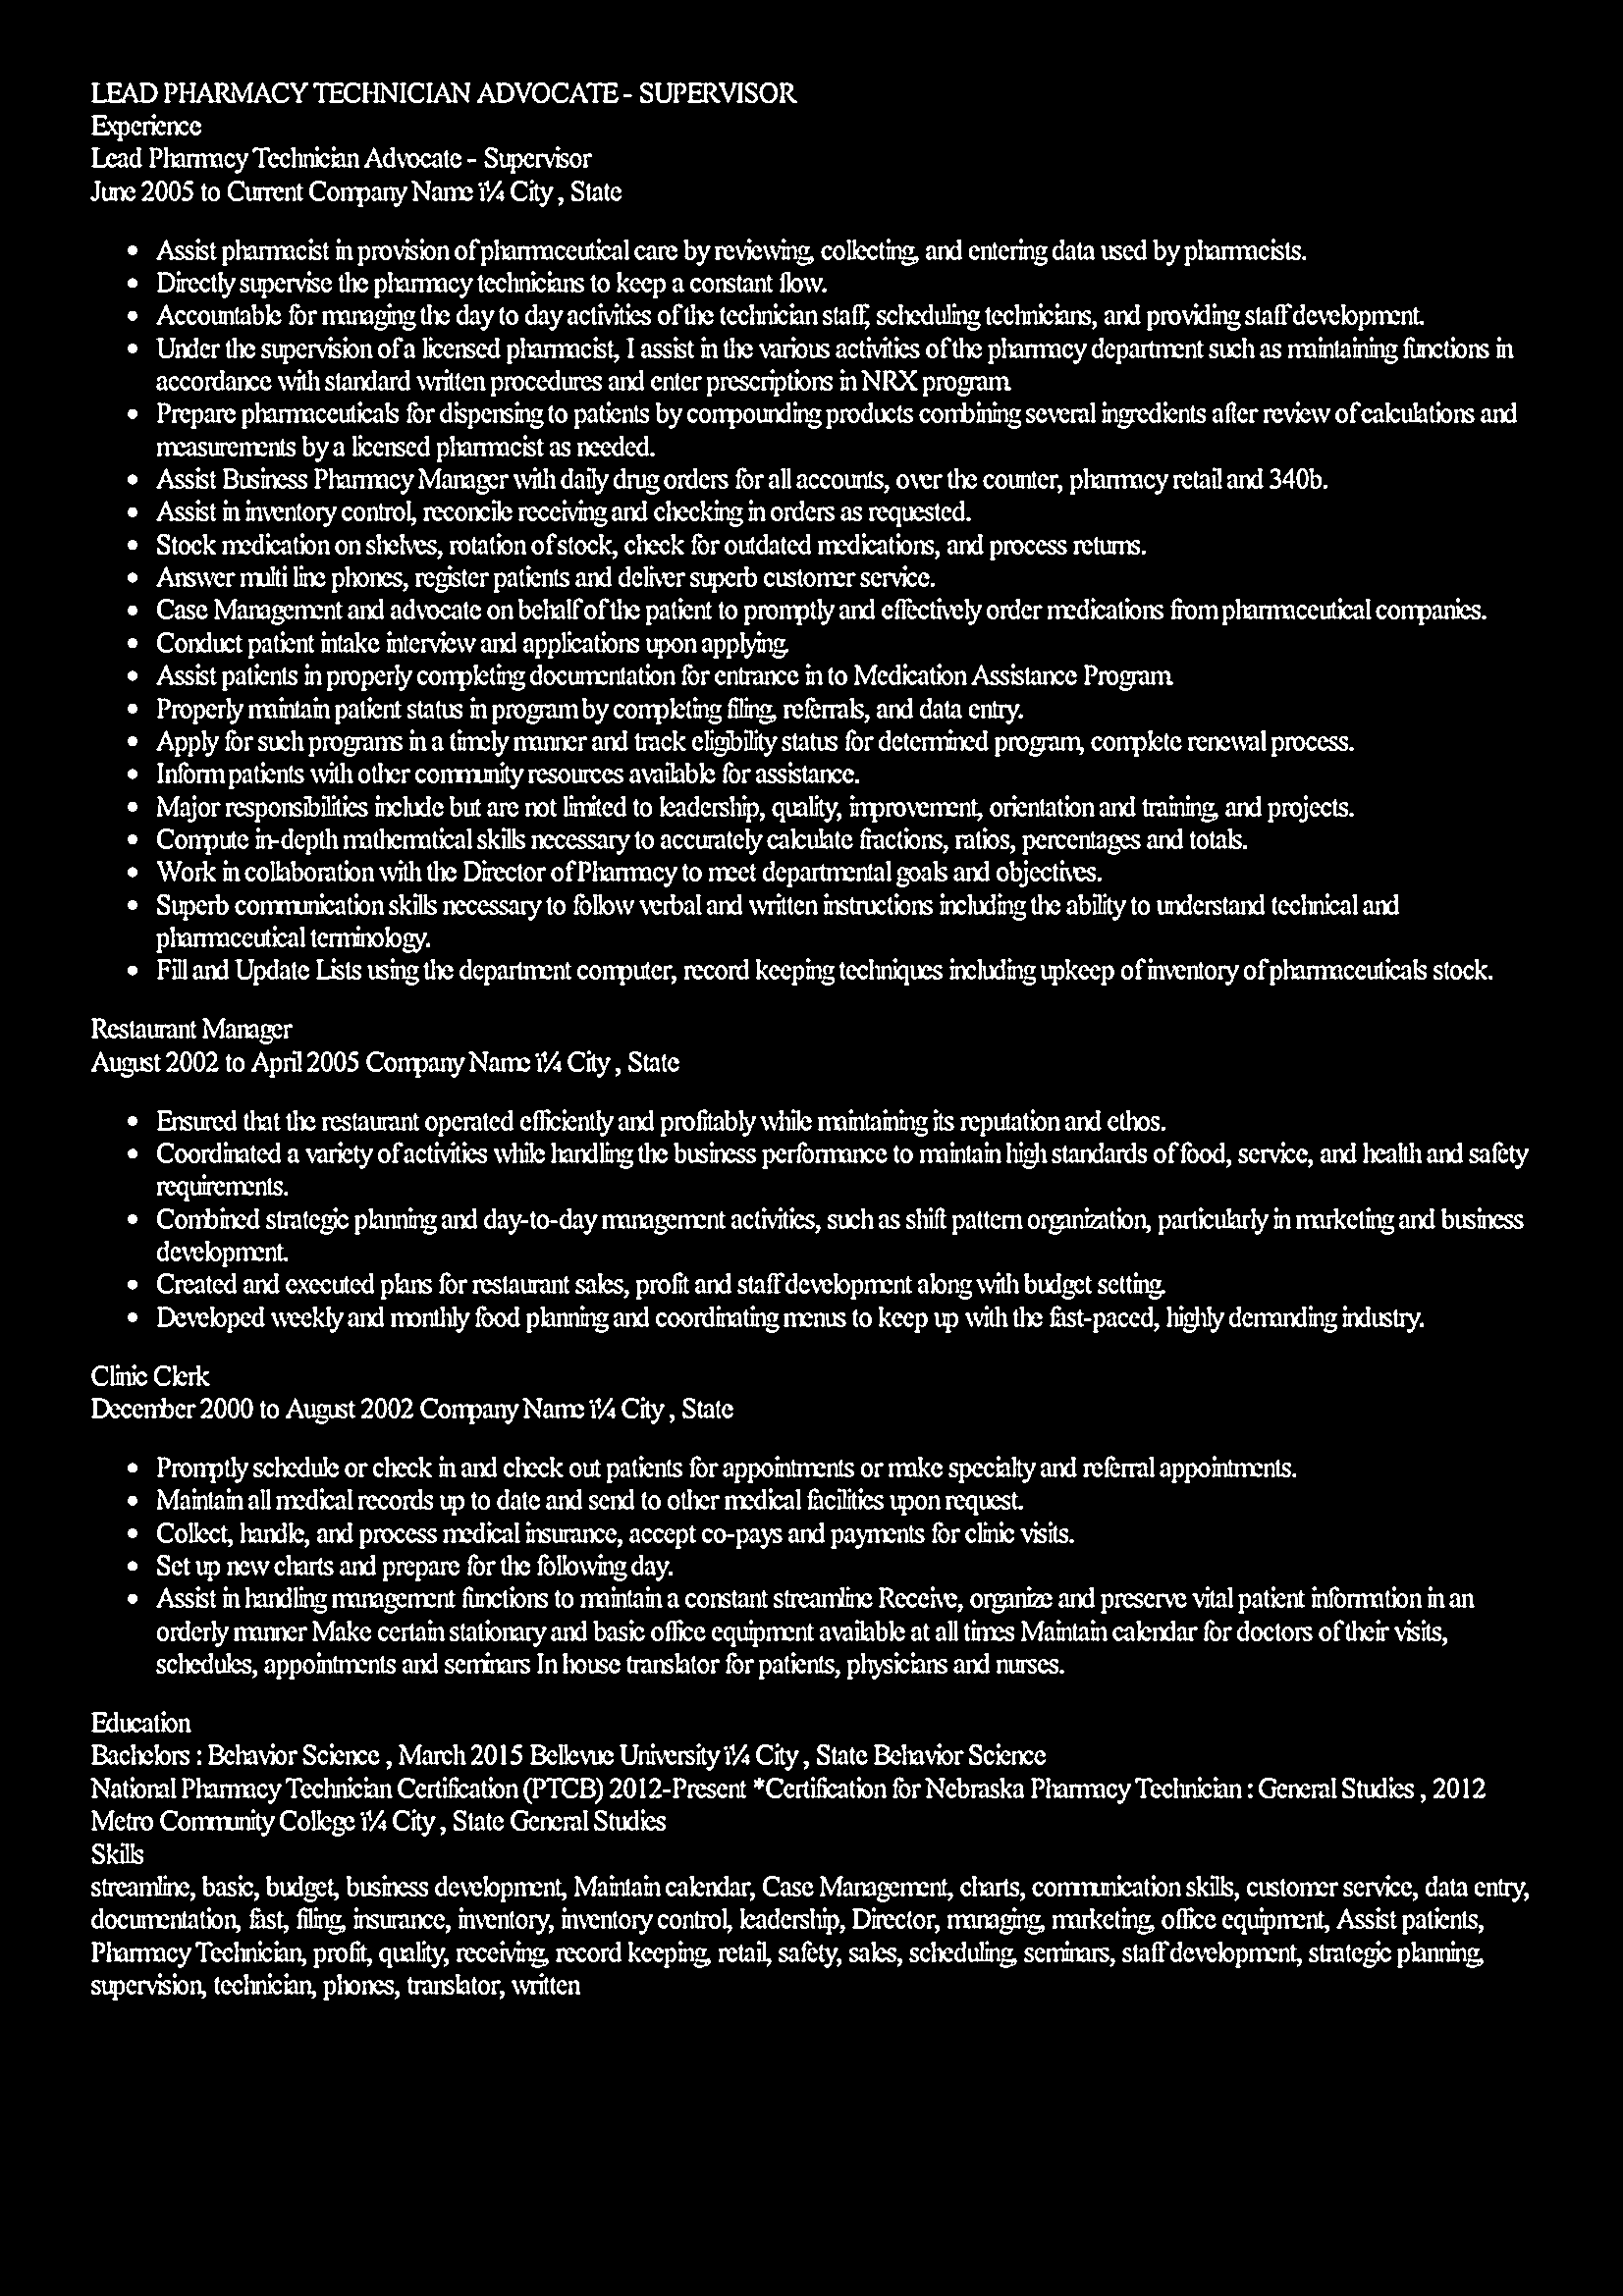 LEAD PHARMACY TECHNICIAN ADVOCATE - SUPERVISOR
Experience
Lead Pharmacy Technician Advocate - Supervisor
June 2005 to Current Company Name ï¼ City , State
• Assist pharmacist in provision of pharmaceutical care by reviewing, collecting, and entering data used by pharmacists.
• Directly supervise the pharmacy technicians to keep a constant flow.
• Accountable for managing the day to day activities of the technician staff, scheduling technicians, and providing staff development.
• Under the supervision of a licensed pharmacist, I assist in the various activities of the pharmacy department such as maintaining functions in
accordance with standard written procedures and enter prescriptions in NRX program.
• Prepare pharmaceuticals for dispensing to patients by compounding products combining several ingredients after review of calculations and
measurements by a licensed pharmacist as needed.
• Assist Business Pharmacy Manager with daily drug orders for all accounts, over the counter, pharmacy retail and 340b.
• Assist in inventory control, reconcile receiving and checking in orders as requested.
• Stock medication on shelves, rotation of stock, check for outdated medications, and process returns.
• Answer multi line phones, register patients and deliver superb customer service.
• Case Management and advocate on behalf of the patient to promptly and effectively order medications from pharmaceutical companies.
• Conduct patient intake interview and applications upon applying.
• Assist patients in properly completing documentation for entrance in to Medication Assistance Program.
• Properly maintain patient status in program by completing filing, referrals, and data entry.
• Apply for such programs in a timely manner and track eligibility status for determined program, complete renewal process.
• Inform patients with other community resources available for assistance.
• Major responsibilities include but are not limited to leadership, quality, improvement, orientation and training, and projects.
• Compute in-depth mathematical skills necessary to accurately calculate fractions, ratios, percentages and totals.
• Work in collaboration with the Director of Pharmacy to meet departmental goals and objectives.
• Superb communication skills necessary to follow verbal and written instructions including the ability to understand technical and
pharmaceutical terminology.
• Fill and Update Lists using the department computer, record keeping techniques including upkeep of inventory of pharmaceuticals stock.
Restaurant Manager
August 2002 to April 2005 Company Name ï¼ City , State
• Ensured that the restaurant operated efficiently and profitably while maintaining its reputation and ethos.
• Coordinated a variety of activities while handling the business performance to maintain high standards of food, service, and health and safety
requirements.
• Combined strategic planning and day-to-day management activities, such as shift pattern organization, particularly in marketing and business
development.
• Created and executed plans for restaurant sales, profit and staff development along with budget setting.
• Developed weekly and monthly food planning and coordinating menus to keep up with the fast-paced, highly demanding industry.
Clinic Clerk
December 2000 to August 2002 Company Name ï¼ City , State
• Promptly schedule or check in and check out patients for appointments or make specialty and referral appointments.
• Maintain all medical records up to date and send to other medical facilities upon request.
• Collect, handle, and process medical insurance, accept co-pays and payments for clinic visits.
• Set up new charts and prepare for the following day.
• Assist in handling management functions to maintain a constant streamline Receive, organize and preserve vital patient information in an
orderly manner Make certain stationary and basic office equipment available at all times Maintain calendar for doctors of their visits,
schedules, appointments and seminars In house translator for patients, physicians and nurses.
Education
Bachelors : Behavior Science , March 2015 Bellevue University ï¼ City , State Behavior Science
National Pharmacy Technician Certification (PTCB) 2012-Present *Certification for Nebraska Pharmacy Technician : General Studies , 2012
Metro Community College ï¼ City , State General Studies
Skills
streamline, basic, budget, business development, Maintain calendar, Case Management, charts, communication skills, customer service, data entry,
documentation, fast, filing, insurance, inventory, inventory control, leadership, Director, managing, marketing, office equipment, Assist patients,
Pharmacy Technician, profit, quality, receiving, record keeping, retail, safety, sales, scheduling, seminars, staff development, strategic planning,
supervision, technician, phones, translator, written